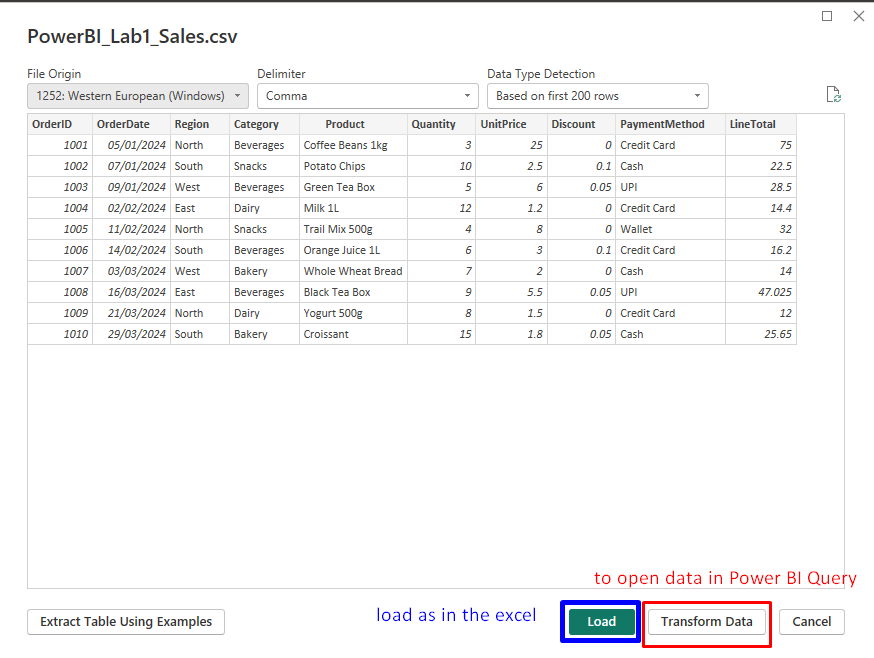 PowerBI_Lab1_Sales.csv
File Origin Delimiter Data Type Detection
1252: Western European (Windows) Comma Based on first 200 rows
OrderID OrderDate Region Category Product Quantity UnitPrice Discount PaymentMethod LineTotal
1001 05/01/2024 North Beverages Coffee Beans 1kg 3 25 0 Credit Card 75
1002 07/01/2024 South Snacks Potato Chips 10 2.5 0.1 Cash 22.5
1003 09/01/2024 West Beverages Green Tea Box 5 6 0.05 UPI 28.5
1004 02/02/2024 East Dairy Milk 1L 12 1.2 0 Credit Card 14.4
1005 11/02/2024 North Snacks Trail Mix 500g 4 8 0 Wallet 32
1006 14/02/2024 South Beverages Orange Juice 1L 6 3 0.1 Credit Card 16.2
1007 03/03/2024 West Bakery Whole Wheat Bread 7 2 0 Cash 14
1008 16/03/2024 East Beverages Black Tea Box 9 5.5 0.05 UPI 47.025
1009 21/03/2024 North Dairy Yogurt 500g 8 1.5 0 Credit Card 12
1010 29/03/2024 South Bakery Croissant 15 1.8 0.05 Cash 25.65
to open data in Power BI Query
load as in the excel
Extract Table Using Examples Load Transform Data Cancel